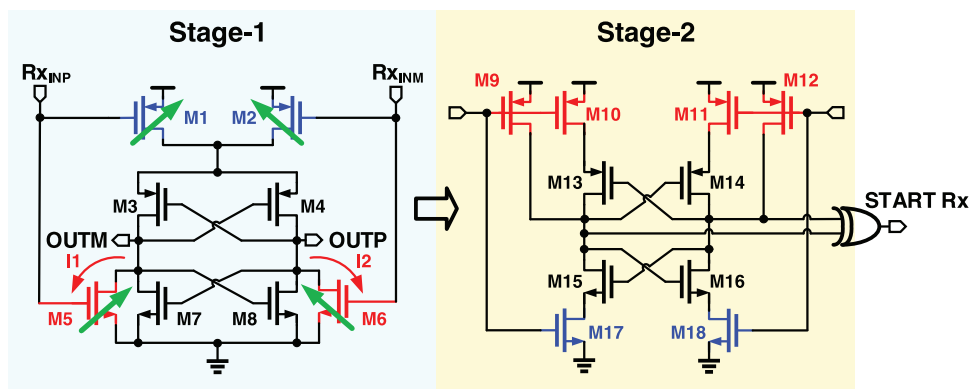 Stage-1
Stage-2
RxINP
RxINM
M1
M2
M3
M4
OUTM
OUTP
I1
I2
M5
M7
M8
M6
M9
M12
M10
M11
M13
M14
START Rx
M15
M16
M17
M18